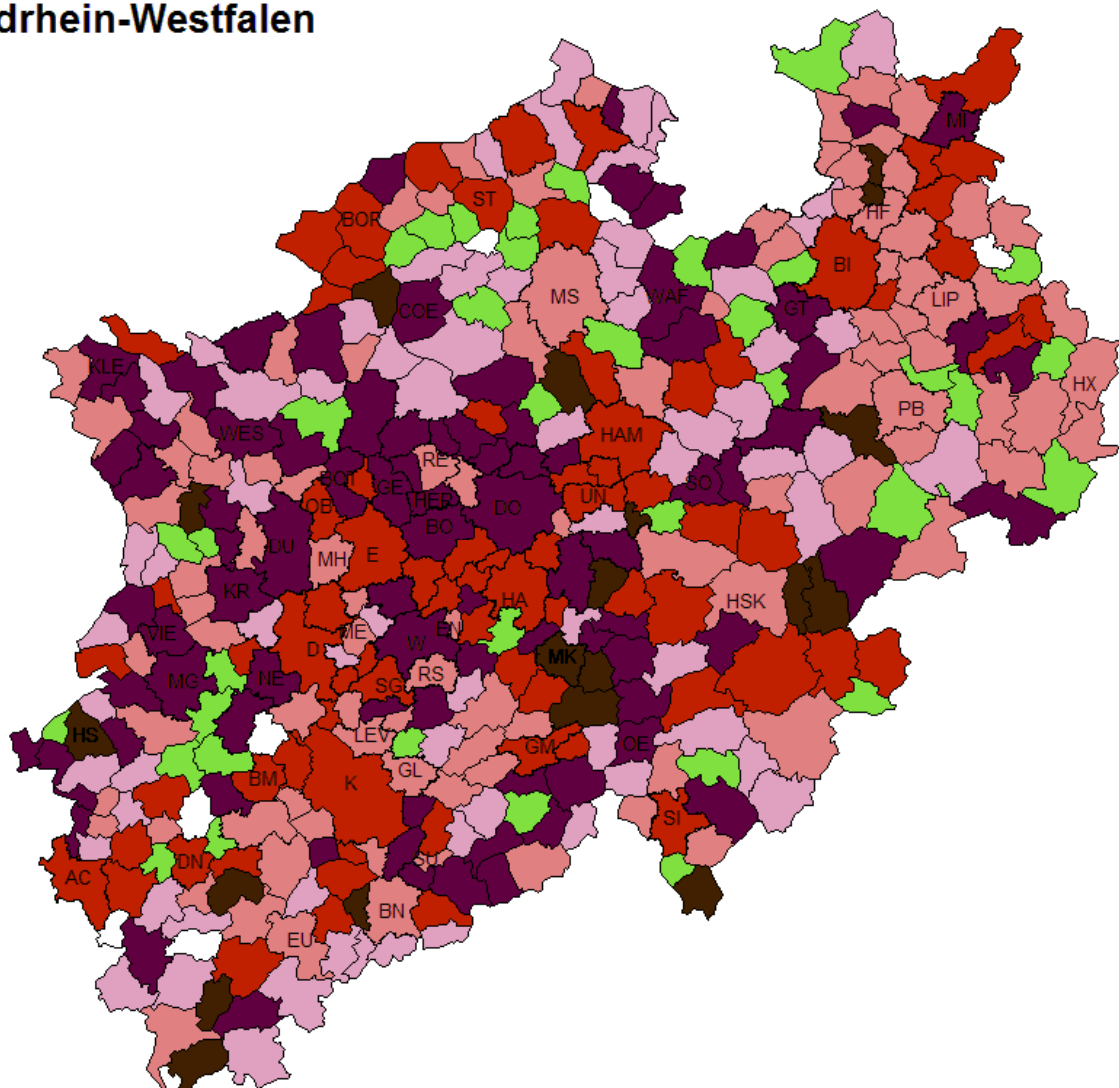 drhein-Westfalen
MI
HF
ST
BOR
BI
MS
LIP
WAF
GT
COE
KLE
HX
PB
WES
HAM
RE
BOT
GE
SO
HER
UN
OB
DO
BO
DU
MH
E
KR
HA
HSK
VIE
ME
EN
W
D
MK
RS
NE
MG
SG
HS
LEV
OE
GM
GL
BM
K
SI
SU
DN
AC
BN
EU